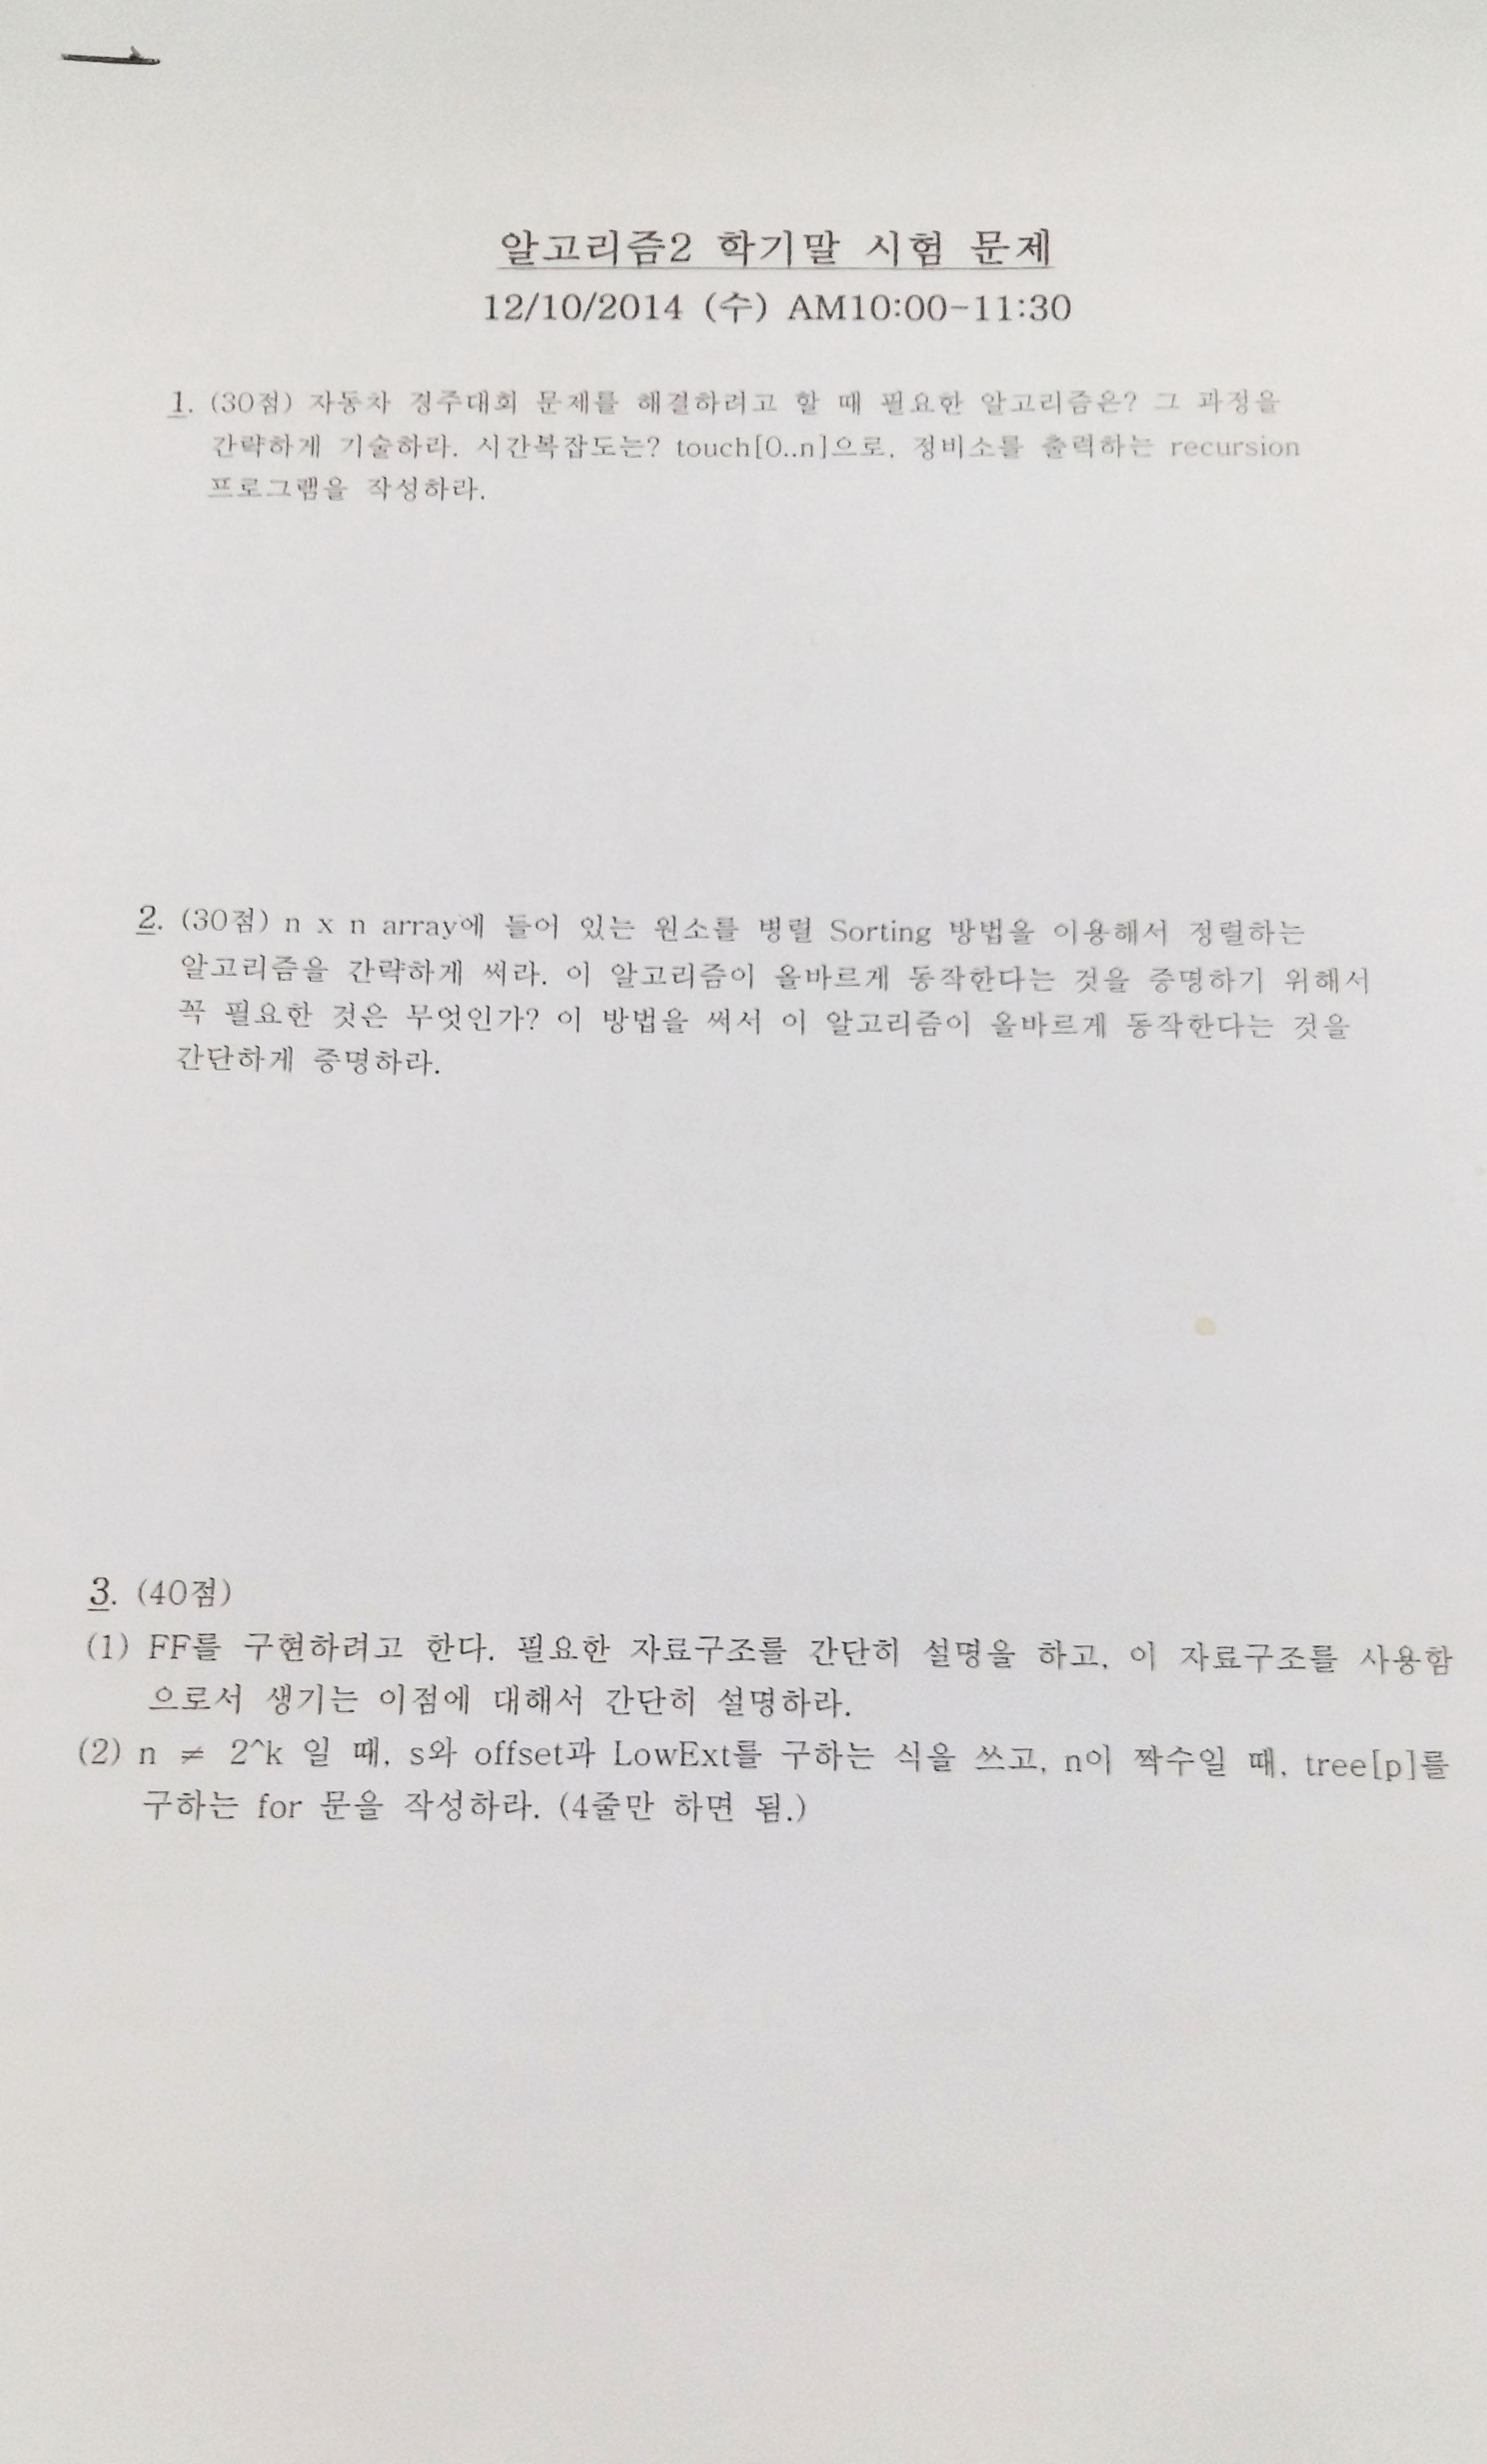 알고리즘2 학기말 시험 문제
12/10/2014 (수) AM10:00-11:30
1. (30점) 자동차 경주대회 문제를 해결하려고 할 때 필요한 알고리즘은? 그 과정을
간략하게 기술하라. 시간복잡도는? touch[0..n]으로, 정비소를 출력하는 recursion
프로그램을 작성하라.
2. (30점) n x n array에 들어 있는 원소를 병렬 Sorting 방법을 이용해서 정렬하는
알고리즘을 간략하게 써라. 이 알고리즘이 올바르게 동작한다는 것을 증명하기 위해서
꼭 필요한 것은 무엇인가? 이 방법을 써서 이 알고리즘이 올바르게 동작한다는 것을
간단하게 증명하라.
3. (40점)
(1) FF를 구현하려고 한다. 필요한 자료구조를 간단히 설명을 하고, 이 자료구조를 사용함
으로서 생기는 이점에 대해서 간단히 설명하라.
(2) n ≠ 2^k 일 때, s와 offset과 LowExt를 구하는 식을 쓰고, n이 짝수일 때, tree[p]를
구하는 for 문을 작성하라. (4줄만 하면 됨.)